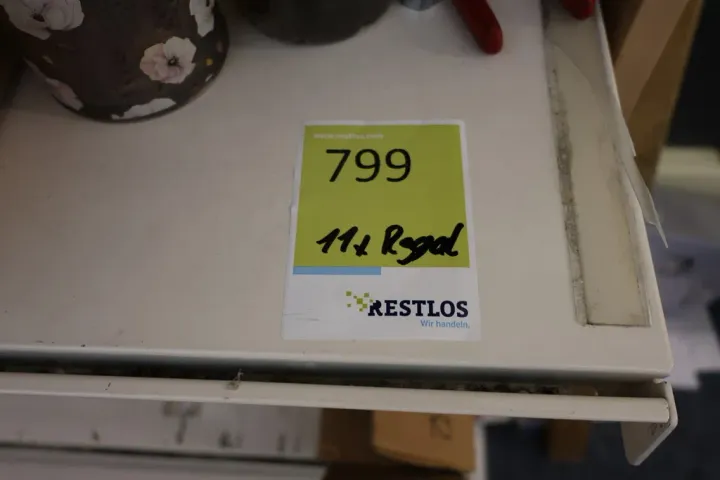 799
11x Regal
RESTLOS
Wir handeln.